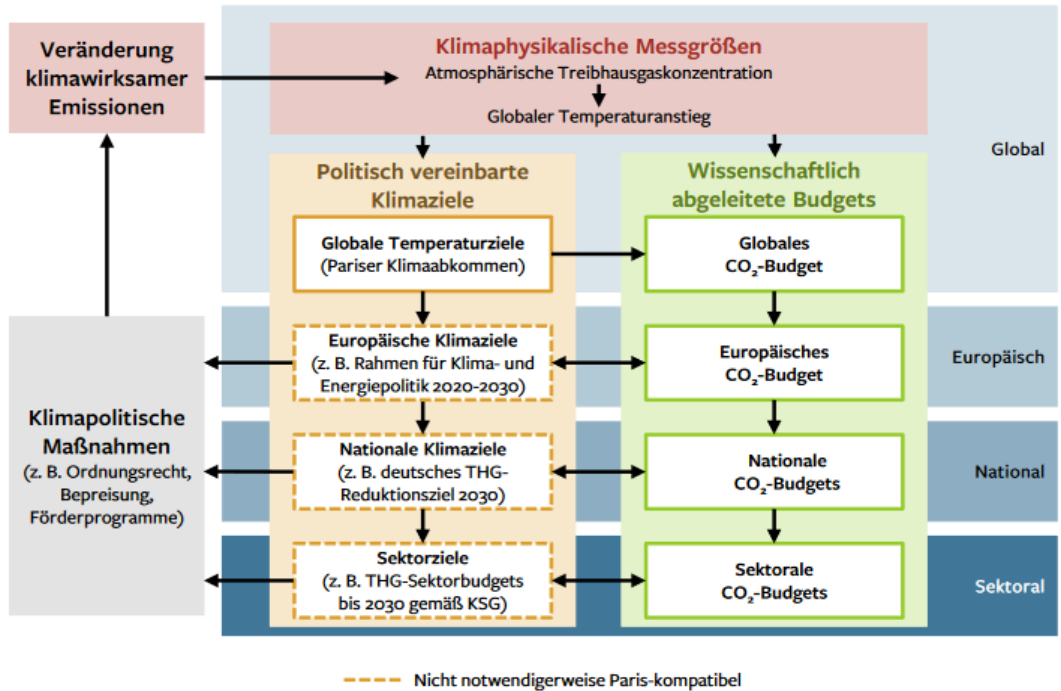 Veränderung
klimawirksamer
Emissionen
Klimaphysikalische Messgrößen
Atmosphärische Treibhausgaskonzentration
Globaler Temperaturanstieg
Global
Politisch vereinbarte
Klimaziele
Wissenschaftlich
abgeleitete Budgets
Globale Temperaturziele
(Pariser Klimaabkommen)
Globales
CO₂-Budget
Europäische Klimaziele
(z. B. Rahmen für Klima- und
Energiepolitik 2020-2030)
Europäisches
CO₂-Budget
Europäisch
Klimapolitische
Maßnahmen
(z. B. Ordnungsrecht,
Bepreisung,
Förderprogramme)
Nationale Klimaziele
(z. B. deutsches THG-
Reduktionsziel 2030)
Nationale
CO₂-Budgets
National
Sektorziele
(z. B. THG-Sektorbudgets
bis 2030 gemäß KSG)
Sektorale
CO₂-Budgets
Sektoral
Nicht notwendigerweise Paris-kompatibel